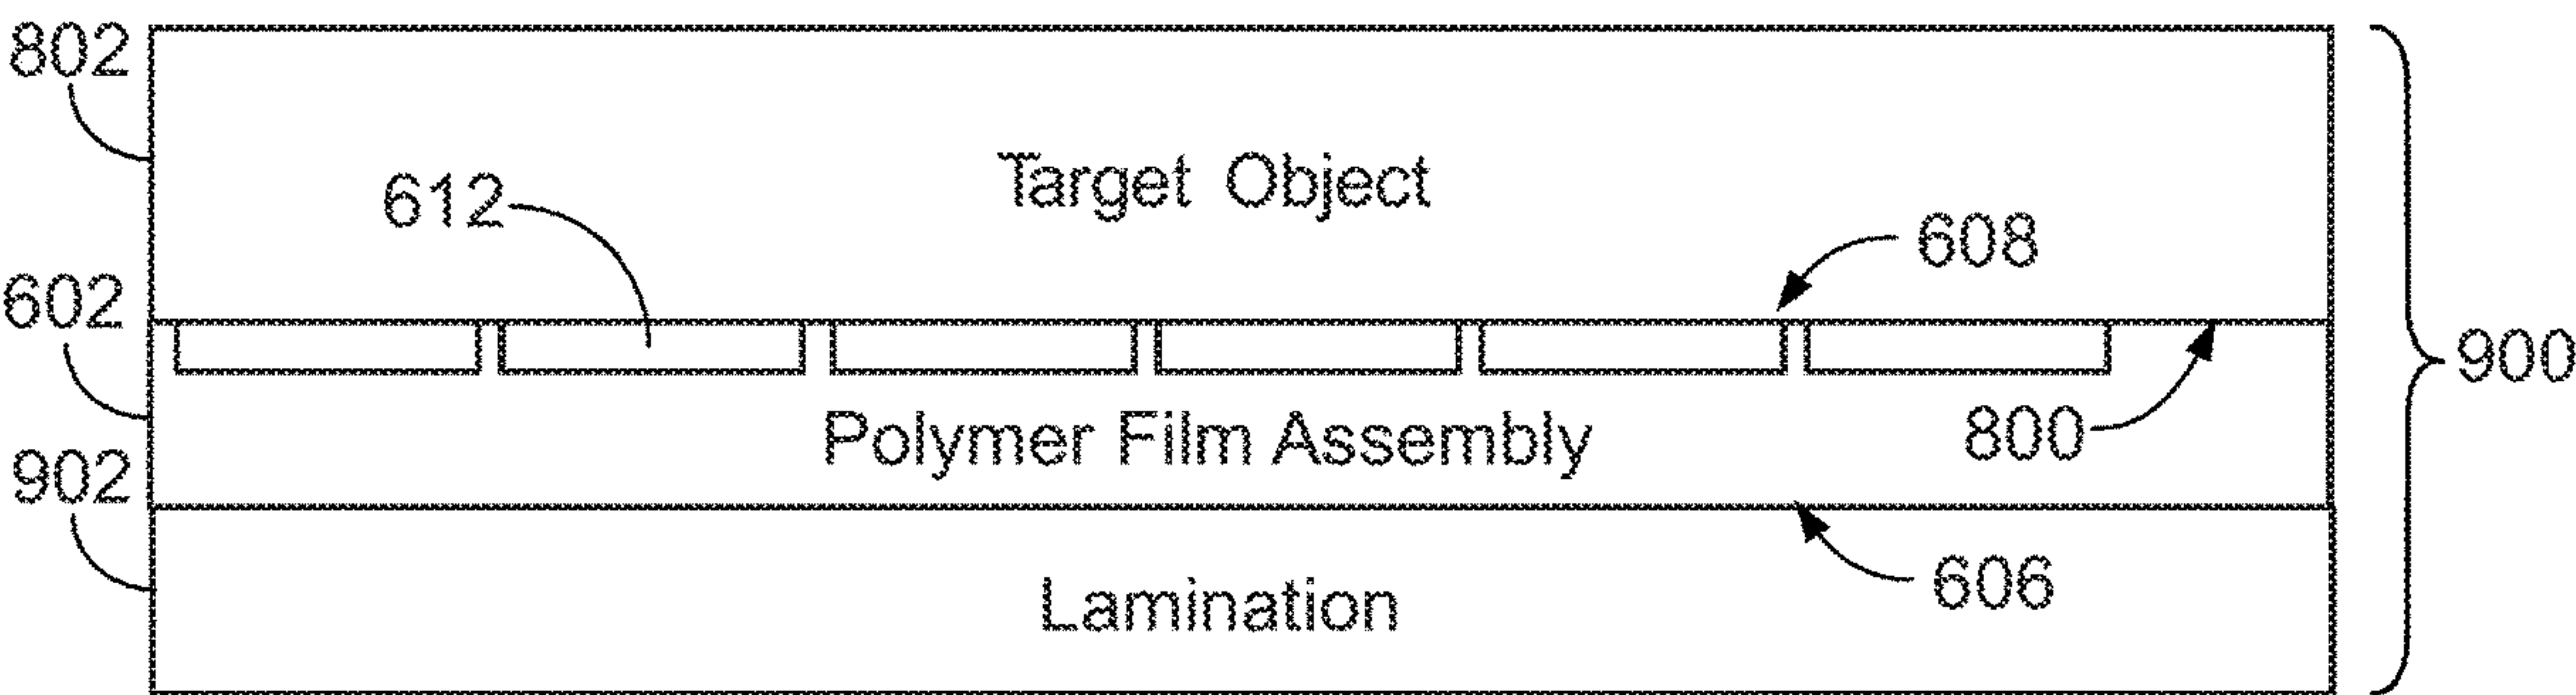 802
Target Object
612
608
602
900
800
Polymer Film Assembly
902
606
Lamination